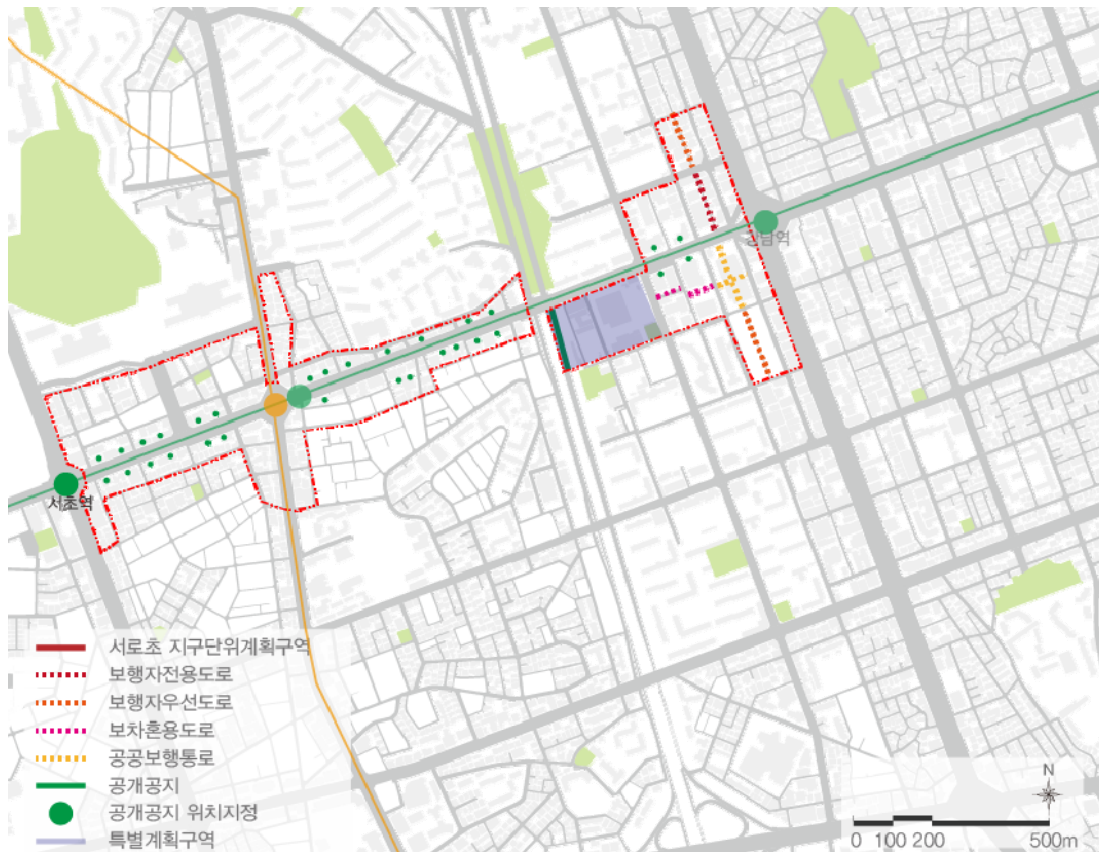 강남역
서초역
서로초 지구단위계획구역
보행자전용도로
보행자우선도로
보차혼용도로
공공보행통로
공개공지
공개공지 위치지정
특별계획구역
N
0 100 200 500m